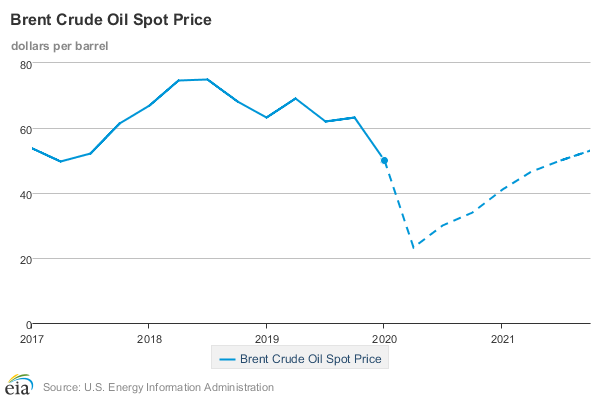 Brent Crude Oil Spot Price
dollars per barrel
80
60
40
20
0
2017 2018 2019 2020 2021
Brent Crude Oil Spot Price
eia Source: U.S. Energy Information Administration